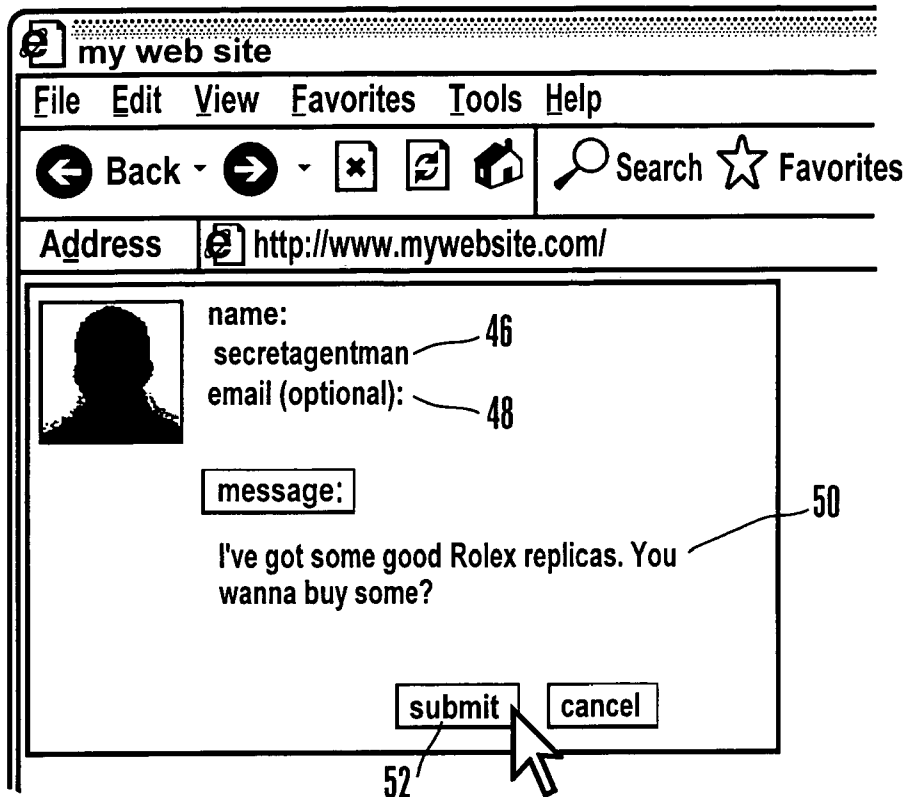 my web site
File Edit View Favorites Tools Help
Back Search Favorites
Address http://www.mywebsite.com/
name:
secretagentman 46
email (optional): 48
message:
50
I've got some good Rolex replicas. You
wanna buy some?
submit cancel
52